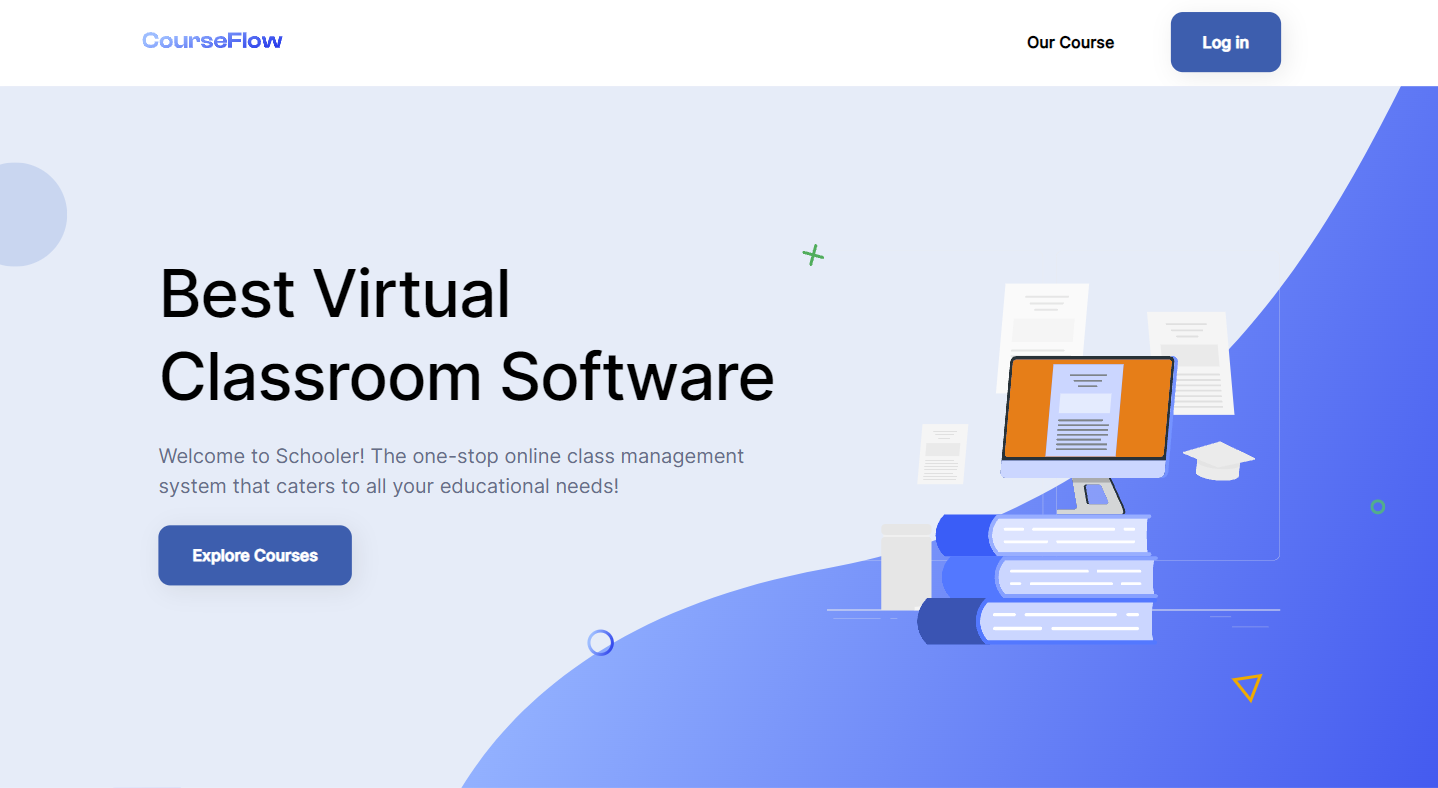 CourseFlow
Our Course
Log in
Best Virtual
Classroom Software
Welcome to Schooler! The one-stop online class management
system that caters to all your educational needs!
Explore Courses